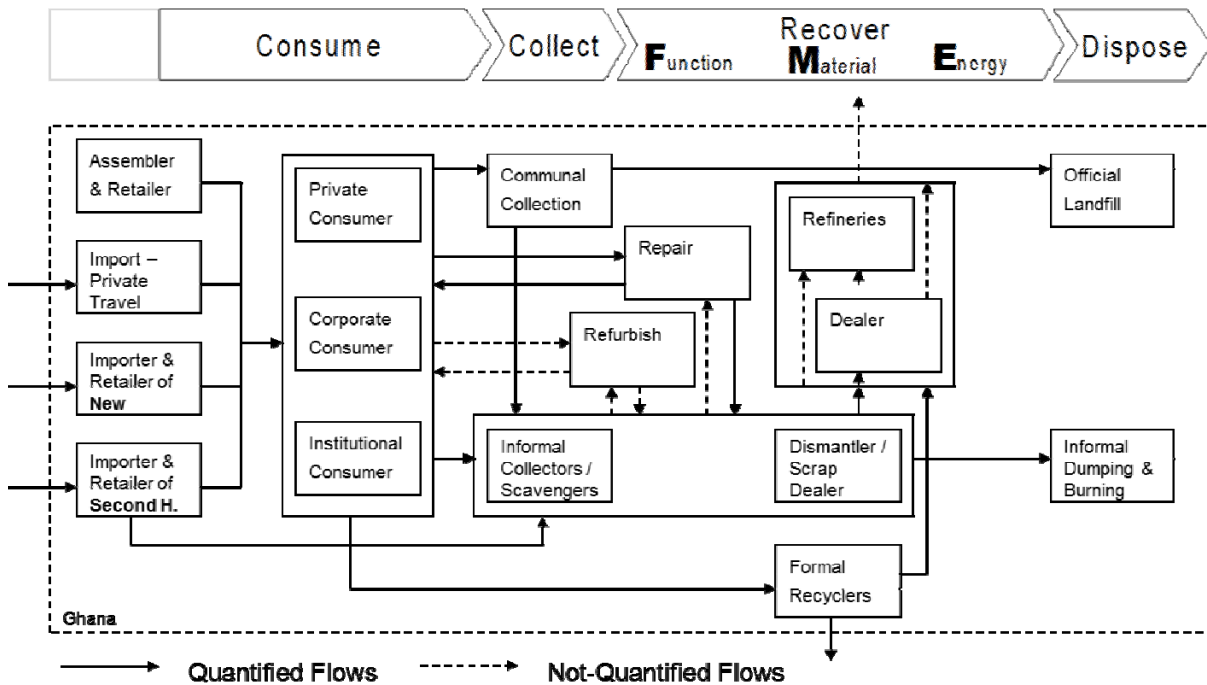 Consume
Collect
Recover
Function Material Energy
Dispose
Assembler
& Retailer
Import –
Private
Travel
Importer &
Retailer of
New
Importer &
Retailer of
Second H.
Private
Consumer
Corporate
Consumer
Institutional
Consumer
Communal
Collection
Repair
Refurbish
Informal
Collectors /
Scavengers
Refineries
Dealer
Dismantler /
Scrap
Dealer
Formal
Recyclers
Official
Landfill
Informal
Dumping &
Burning
Ghana
Quantified Flows
Not-Quantified Flows